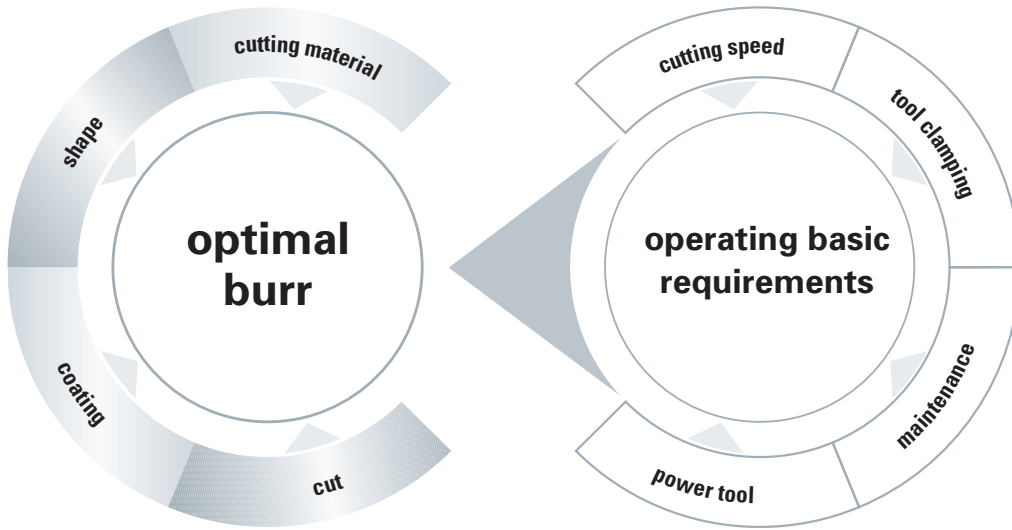 cutting material
shape
optimal
burr
coating
cut
cutting speed
tool clamping
operating basic
requirements
maintenance
power tool